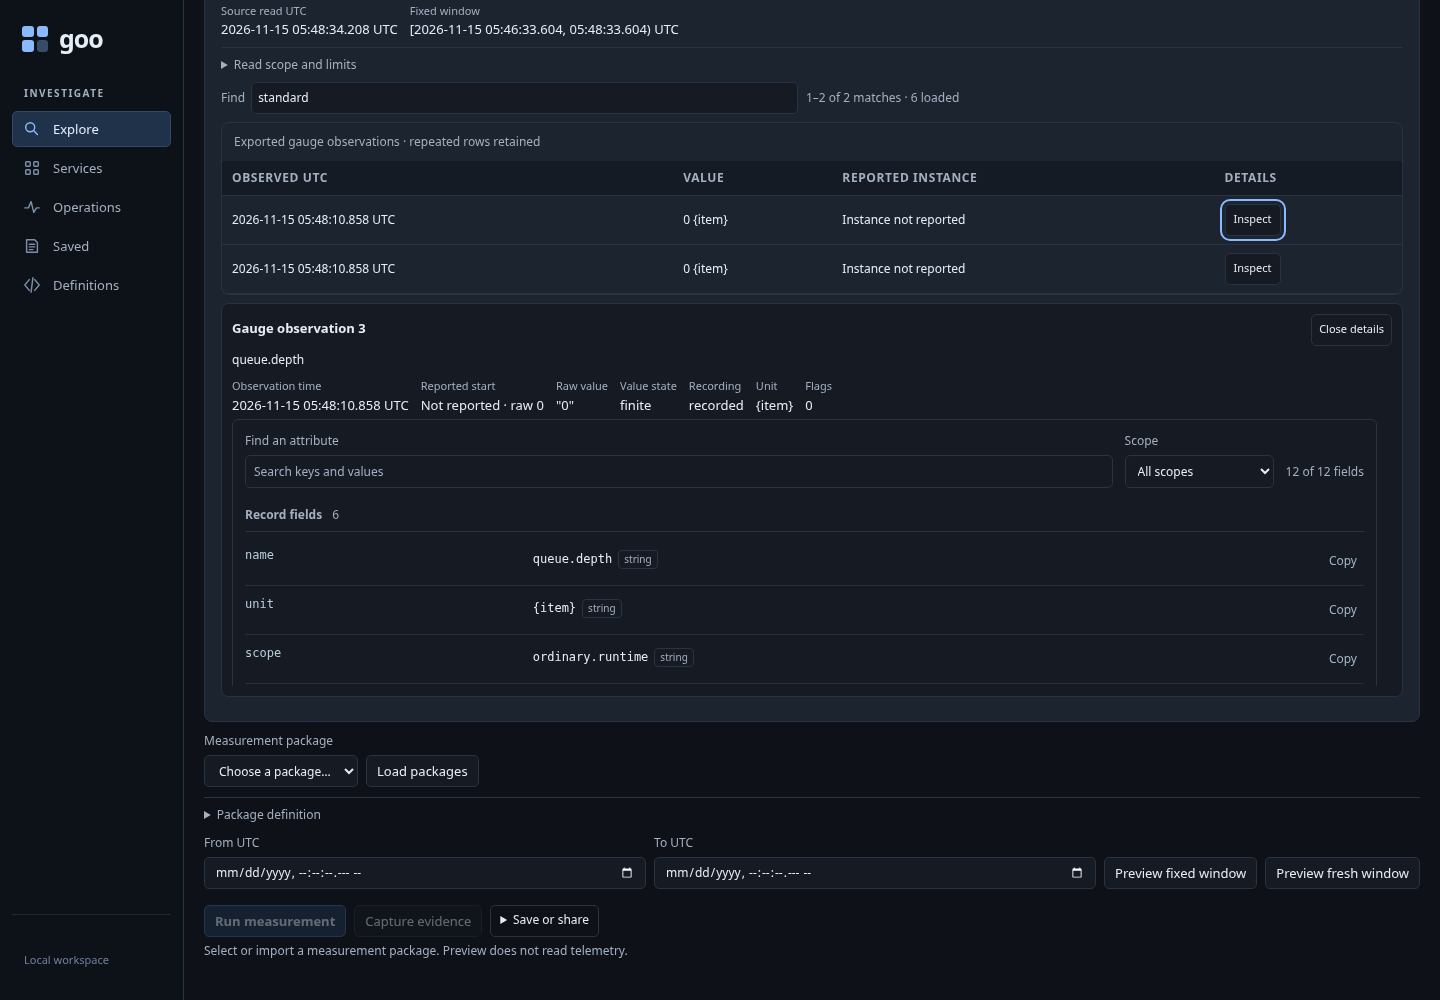 goo
INVESTIGATE
Explore
Services
Operations
Saved
Definitions
Local workspace
Source read UTC Fixed window
2026-11-15 05:48:34.208 UTC [2026-11-15 05:46:33.604, 05:48:33.604) UTC
Read scope and limits
Find standard 1–2 of 2 matches · 6 loaded
Exported gauge observations · repeated rows retained
OBSERVED UTC VALUE REPORTED INSTANCE DETAILS
2026-11-15 05:48:10.858 UTC 0 {item} Instance not reported Inspect
2026-11-15 05:48:10.858 UTC 0 {item} Instance not reported Inspect
Gauge observation 3 Close details
queue.depth
Observation time Reported start Raw value Value state Recording Unit Flags
2026-11-15 05:48:10.858 UTC Not reported · raw 0 "0" finite recorded {item} 0
Find an attribute Scope
Search keys and values All scopes 12 of 12 fields
Record fields 6
name queue.depth string Copy
unit {item} string Copy
scope ordinary.runtime string Copy
Measurement package
Choose a package... Load packages
Package definition
From UTC To UTC
mm/dd/yyyy, --:--:--.--- -- mm/dd/yyyy, --:--:--.--- -- Preview fixed window Preview fresh window
Run measurement Capture evidence Save or share
Select or import a measurement package. Preview does not read telemetry.